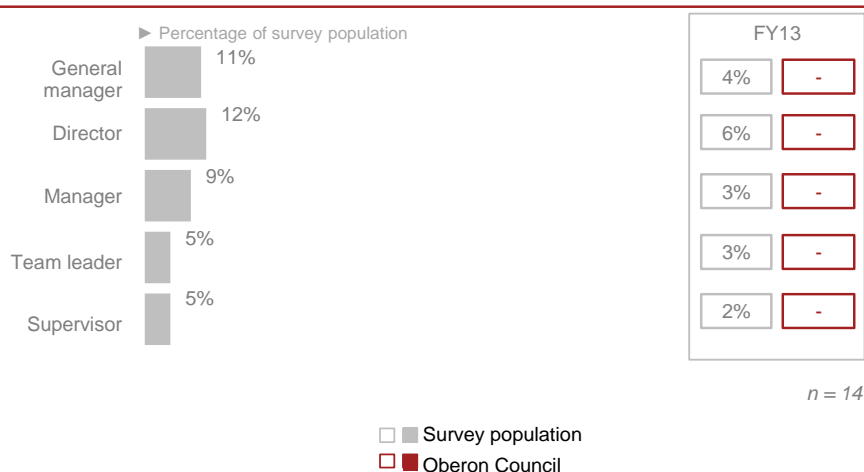 ► Percentage of survey population
FY13
General
manager
11%
4%
-
Director
12%
6%
-
Manager
9%
3%
-
Team leader
5%
3%
-
Supervisor
5%
2%
-
n = 14
Survey population
Oberon Council